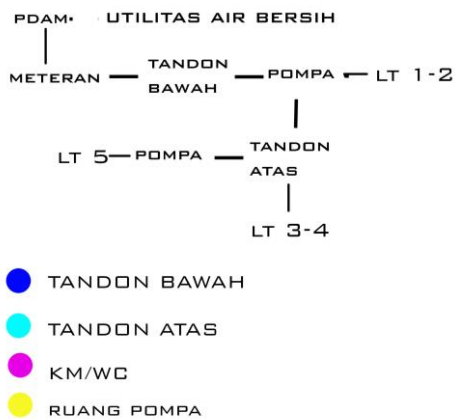 PDAM. UTILITAS AIR BERSIH
METERAN TANDON BAWAH POMPA LT 1-2
LT 5 POMPA TANDON ATAS
LT 3-4
TANDON BAWAH
TANDON ATAS
KM/WC
RUANG POMPA